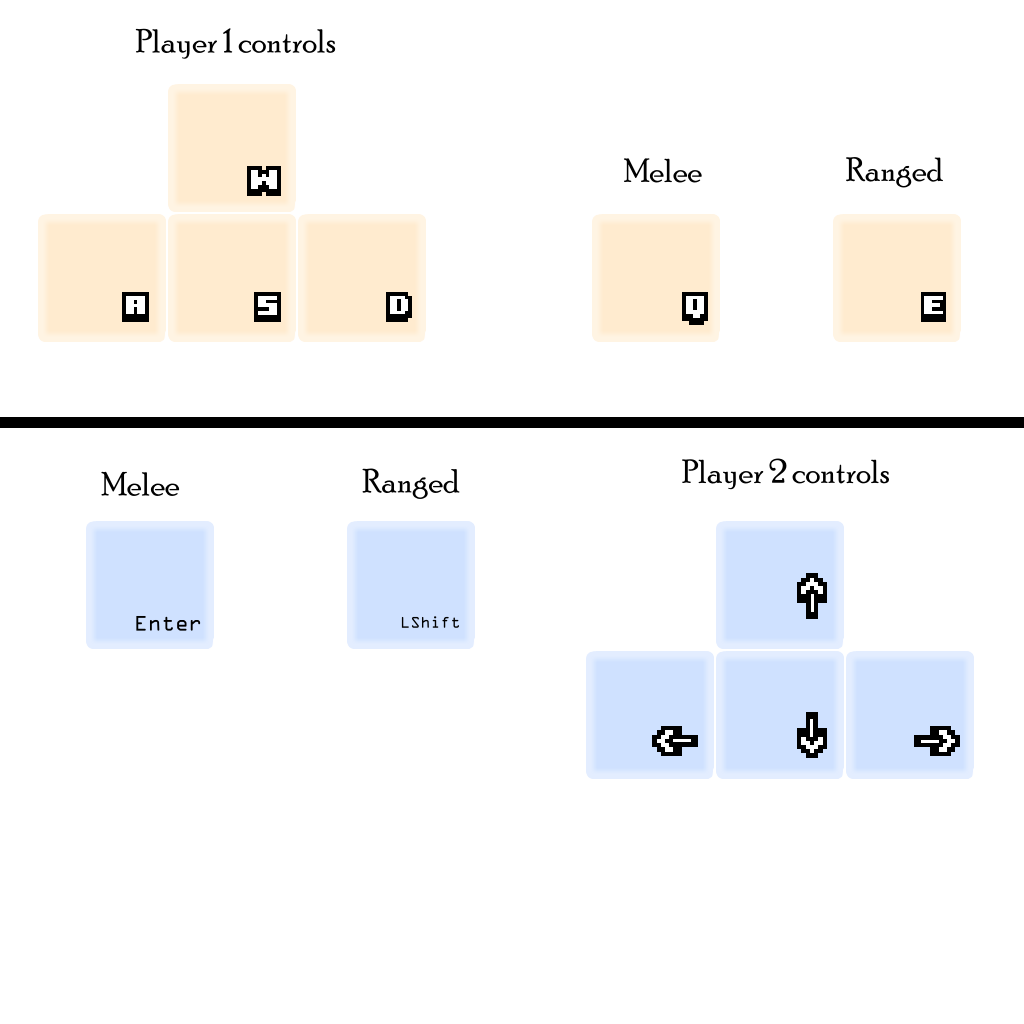 Player 1 controls
W
Melee
Ranged
A
S
D
Q
E
Melee
Ranged
Player 2 controls
Enter
LShift